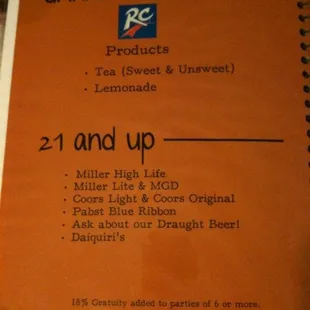 RC
Products
· Tea (Sweet & Unsweet)
· Lemonade
21 and up
· Miller High Life
· Miller Lite & MGD
· Coors Light & Coors Original
· Pabst Blue Ribbon
· Ask about our Draught Beer!
· Daiquiri's
18% Gratuity added to parties of 6 or more.